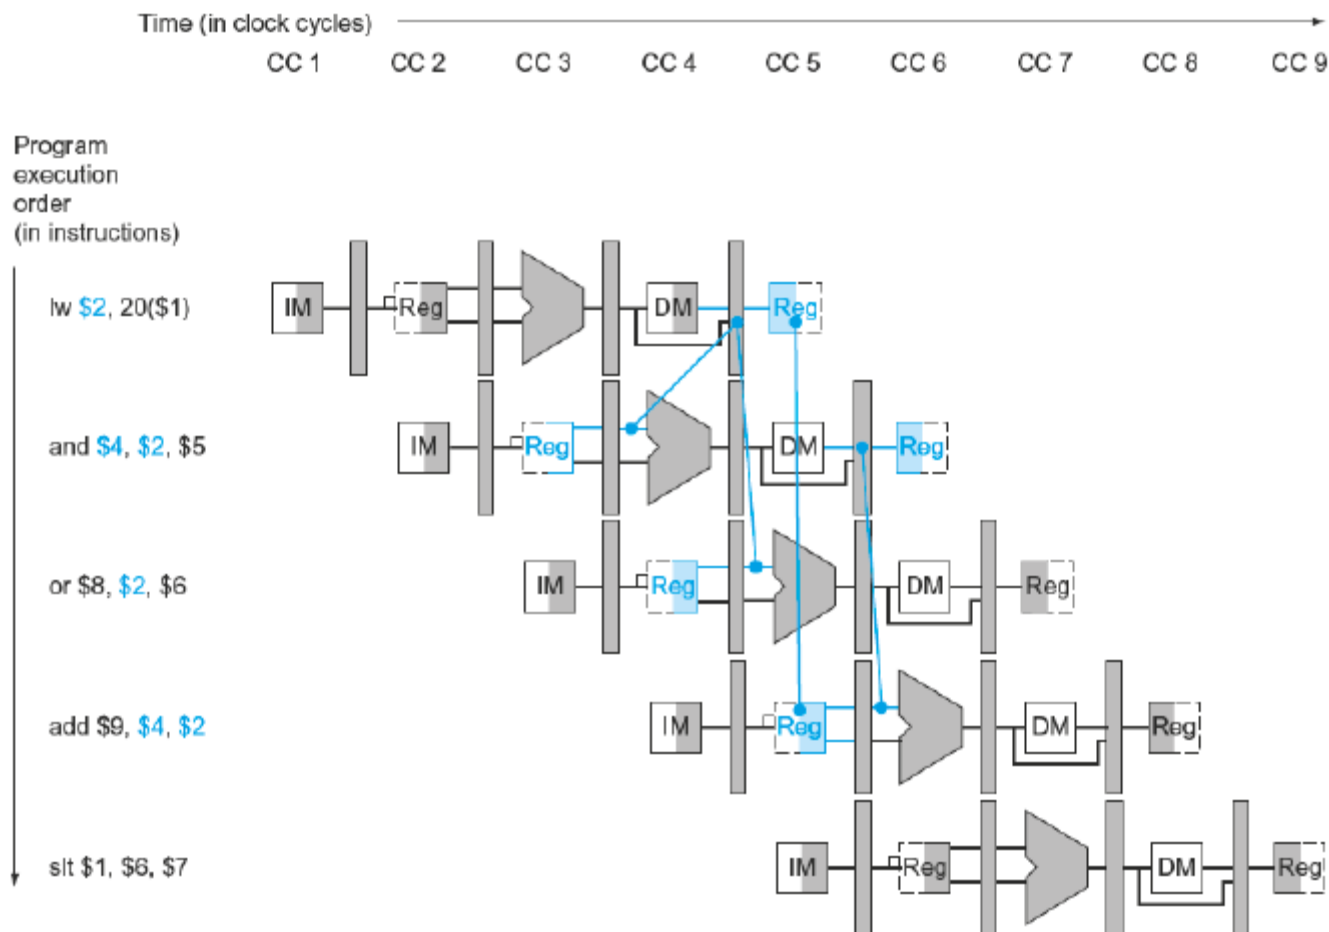 Time (in clock cycles)
CC 1 CC 2 CC 3 CC 4 CC 5 CC 6 CC 7 CC 8 CC 9
Program
execution
order
(in instructions)
lw $2, 20($1) IM Reg DM Reg
and $4, $2, $5 IM Reg DM Reg
or $8, $2, $6 IM Reg DM Reg
add $9, $4, $2 IM Reg DM Reg
slt $1, $6, $7 IM Reg DM Reg